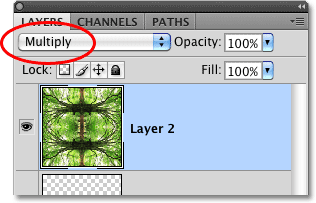 LAYERS CHANNELS PATHS
Multiply Opacity: 100%
Lock: Fill: 100%
Layer 2